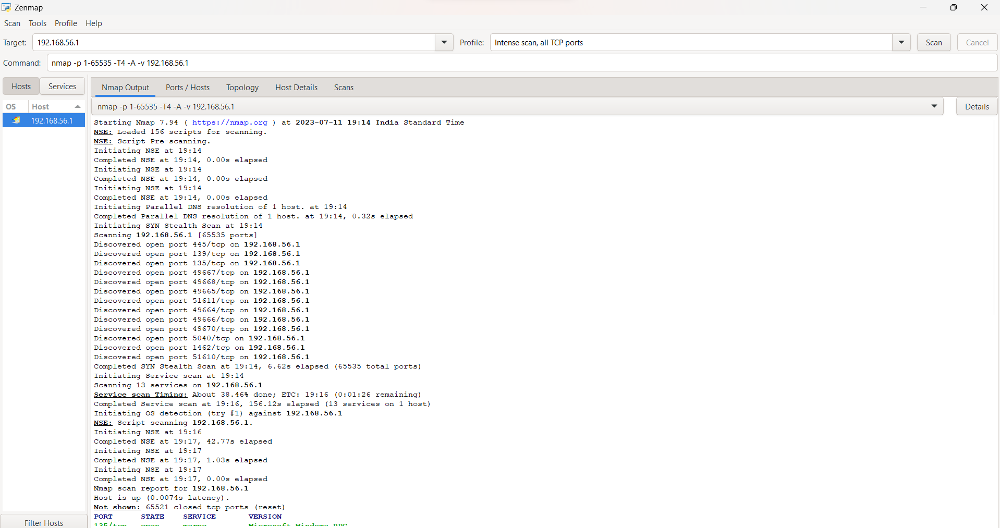 Zenmap
Scan Tools Profile Help
Target: 192.168.56.1 Profile: Intense scan, all TCP ports Scan Cancel
Command: nmap -p 1-65535 -T4 -A -v 192.168.56.1
Hosts Services
Nmap Output Ports / Hosts Topology Host Details Scans
OS Host
192.168.56.1
nmap -p 1-65535 -T4 -A -v 192.168.56.1 Details
Starting Nmap 7.94 ( https://nmap.org ) at 2023-07-11 19:14 India Standard Time
NSE: Loaded 156 scripts for scanning.
NSE: Script Pre-scanning.
Initiating NSE at 19:14
Completed NSE at 19:14, 0.00s elapsed
Initiating NSE at 19:14
Completed NSE at 19:14, 0.00s elapsed
Initiating NSE at 19:14
Completed NSE at 19:14, 0.00s elapsed
Initiating Parallel DNS resolution of 1 host. at 19:14
Completed Parallel DNS resolution of 1 host. at 19:14, 0.32s elapsed
Initiating SYN Stealth Scan at 19:14
Scanning 192.168.56.1 [65535 ports]
Discovered open port 445/tcp on 192.168.56.1
Discovered open port 139/tcp on 192.168.56.1
Discovered open port 135/tcp on 192.168.56.1
Discovered open port 49667/tcp on 192.168.56.1
Discovered open port 49668/tcp on 192.168.56.1
Discovered open port 49665/tcp on 192.168.56.1
Discovered open port 51611/tcp on 192.168.56.1
Discovered open port 49664/tcp on 192.168.56.1
Discovered open port 49666/tcp on 192.168.56.1
Discovered open port 49670/tcp on 192.168.56.1
Discovered open port 5040/tcp on 192.168.56.1
Discovered open port 1462/tcp on 192.168.56.1
Discovered open port 51610/tcp on 192.168.56.1
Completed SYN Stealth Scan at 19:14, 6.62s elapsed (65535 total ports)
Initiating Service scan at 19:14
Scanning 13 services on 192.168.56.1
Service scan Timing: About 38.46% done; ETC: 19:16 (0:01:26 remaining)
Completed Service scan at 19:16, 156.12s elapsed (13 services on 1 host)
Initiating OS detection (try #1) against 192.168.56.1
NSE: Script scanning 192.168.56.1.
Initiating NSE at 19:16
Completed NSE at 19:17, 42.77s elapsed
Initiating NSE at 19:17
Completed NSE at 19:17, 1.03s elapsed
Initiating NSE at 19:17
Completed NSE at 19:17, 0.00s elapsed
Nmap scan report for 192.168.56.1
Host is up (0.0074s latency).
Not shown: 65521 closed tcp ports (reset)
PORT STATE SERVICE VERSION
135/tcp open msrpc Microsoft Windows RPC
Filter Hosts